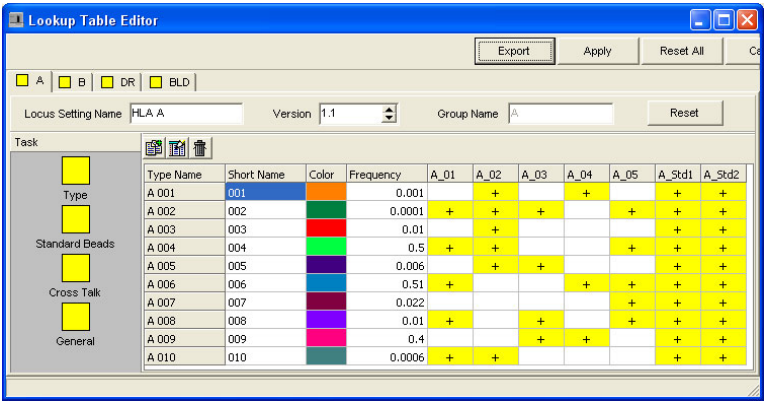 Lookup Table Editor
Export Apply Reset All
A B DR BLD
Locus Setting Name HLA A Version 1.1 Group Name A Reset
Task
Type
Standard Beads
Cross Talk
General
Type Name Short Name Color Frequency A_01 A_02 A_03 A_04 A_05 A_Std1 A_Std2
A 001 001 0.001 + + + +
A 002 002 0.0001 + + + + + +
A 003 003 0.01 + + +
A 004 004 0.5 + + + + +
A 005 005 0.006 + + + +
A 006 006 0.51 + + + + +
A 007 007 0.022 + + +
A 008 008 0.01 + + + + +
A 009 009 0.4 + + + +
A 010 010 0.0006 + + + +